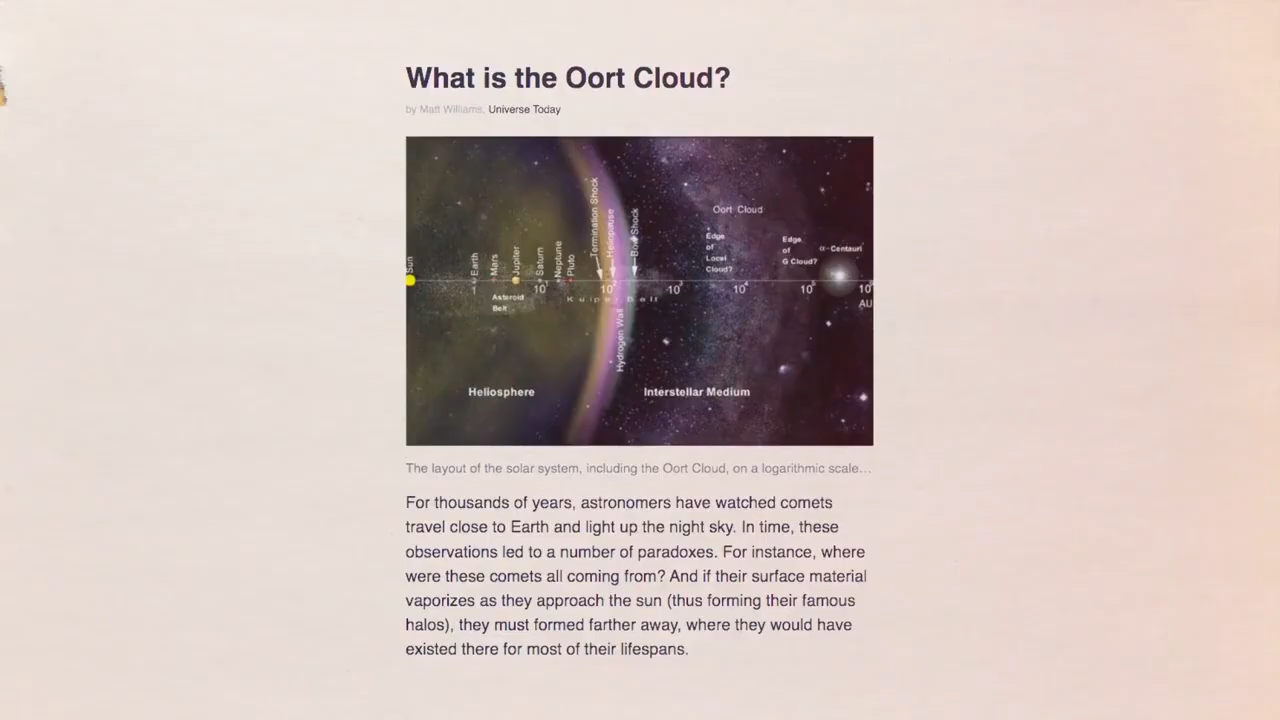 What is the Oort Cloud?
by Matt Williams, Universe Today
Sun
Earth
Mars
Jupiter
Saturn
Neptune
Pluto
Termination Shock
Heliopause
Bow Shock
Oort Cloud
Edge
of
Local
Cloud?
Edge
of
G Cloud?
α-Centauri
1
10
10
10
10
10
10
AU
Asteroid
Belt
Kuiper Belt
Hydrogen Wall
Heliosphere
Interstellar Medium
The layout of the solar system, including the Oort Cloud, on a logarithmic scale…
For thousands of years, astronomers have watched comets
travel close to Earth and light up the night sky. In time, these
observations led to a number of paradoxes. For instance, where
were these comets all coming from? And if their surface material
vaporizes as they approach the sun (thus forming their famous
halos), they must formed farther away, where they would have
existed there for most of their lifespans.